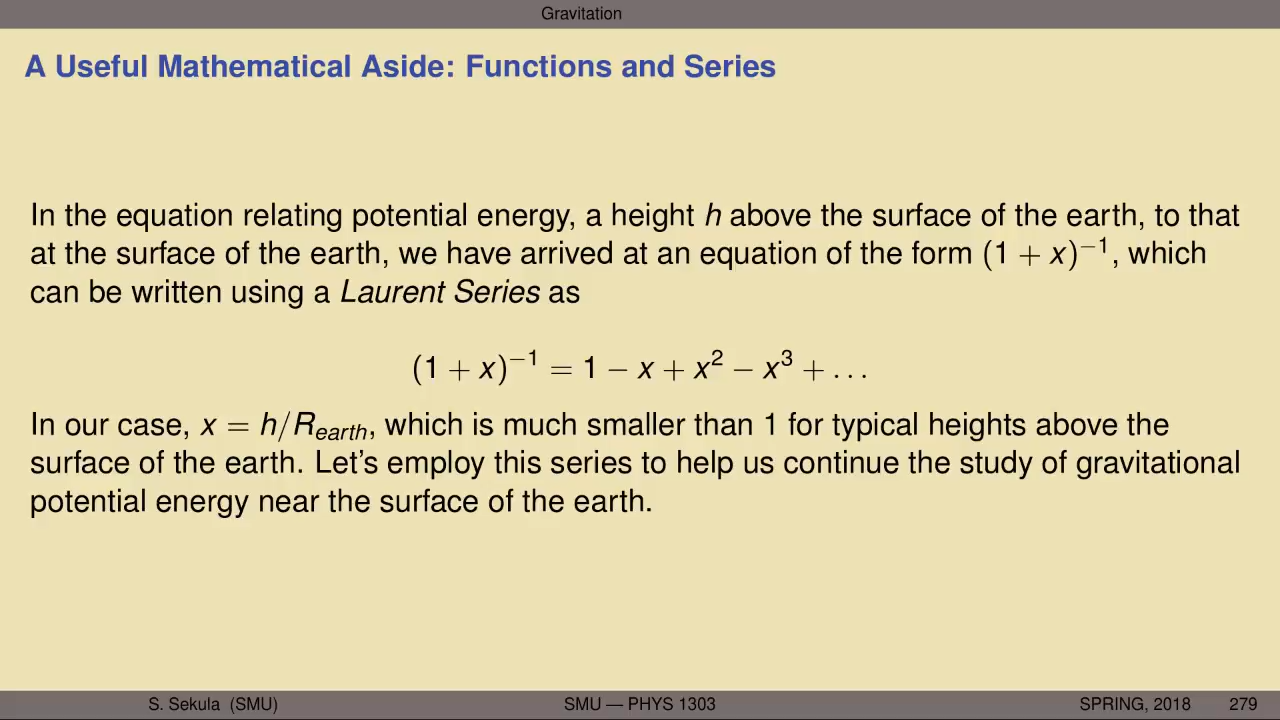 Gravitation
A Useful Mathematical Aside: Functions and Series
In the equation relating potential energy, a height h above the surface of the earth, to that
at the surface of the earth, we have arrived at an equation of the form (1 + x)⁻¹, which
can be written using a Laurent Series as
(1 + x)⁻¹ = 1 − x + x² − x³ + . . .
In our case, x = h/R_earth, which is much smaller than 1 for typical heights above the
surface of the earth. Let's employ this series to help us continue the study of gravitational
potential energy near the surface of the earth.
S. Sekula (SMU) SMU — PHYS 1303 SPRING, 2018 279